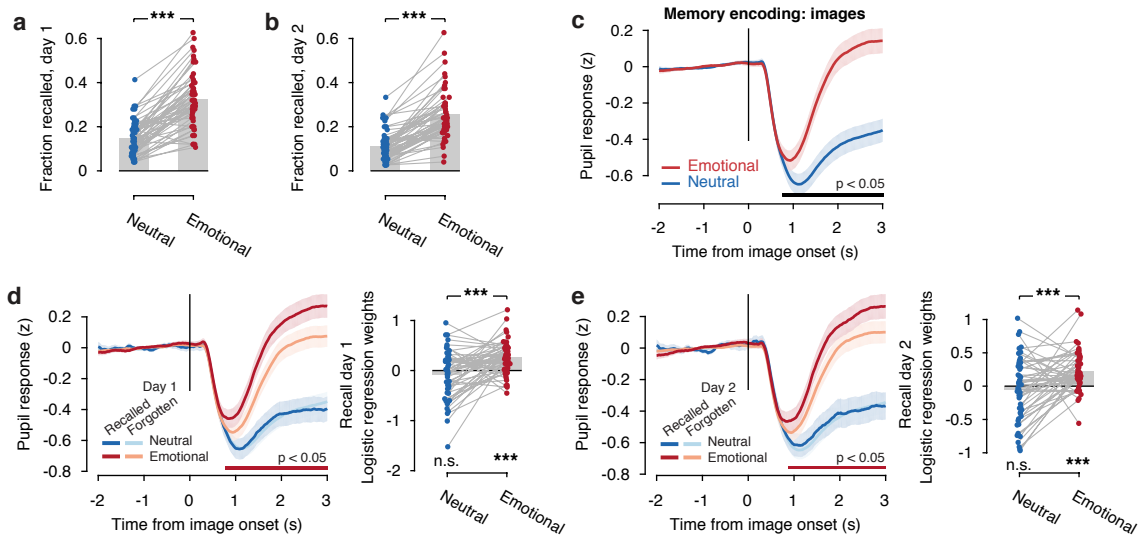 a
Fraction recalled, day 1
0.6
0.4
0.2
0
***
Neutral
Emotional
b
Fraction recalled, day 2
0.6
0.4
0.2
0
***
Neutral
Emotional
c
Memory encoding: images
Pupil response (z)
0.2
0
-0.2
-0.4
-0.6
Emotional
Neutral
p < 0.05
-2 -1 0 1 2 3
Time from image onset (s)
d
Pupil response (z)
0.2
0
-0.2
-0.4
-0.6
-0.8
Day 1
Recalled
Forgotten
Neutral
Emotional
p < 0.05
-2 -1 0 1 2 3
Time from image onset (s)
Recall day 1
Logistic regression weights
1
0
-1
-2
***
n.s.
***
Neutral
Emotional
e
Pupil response (z)
0.2
0
-0.2
-0.4
-0.6
-0.8
Day 2
Recalled
Forgotten
Neutral
Emotional
p < 0.05
-2 -1 0 1 2 3
Time from image onset (s)
Recall day 2
Logistic regression weights
1
0.5
0
-0.5
-1
***
n.s.
***
Neutral
Emotional